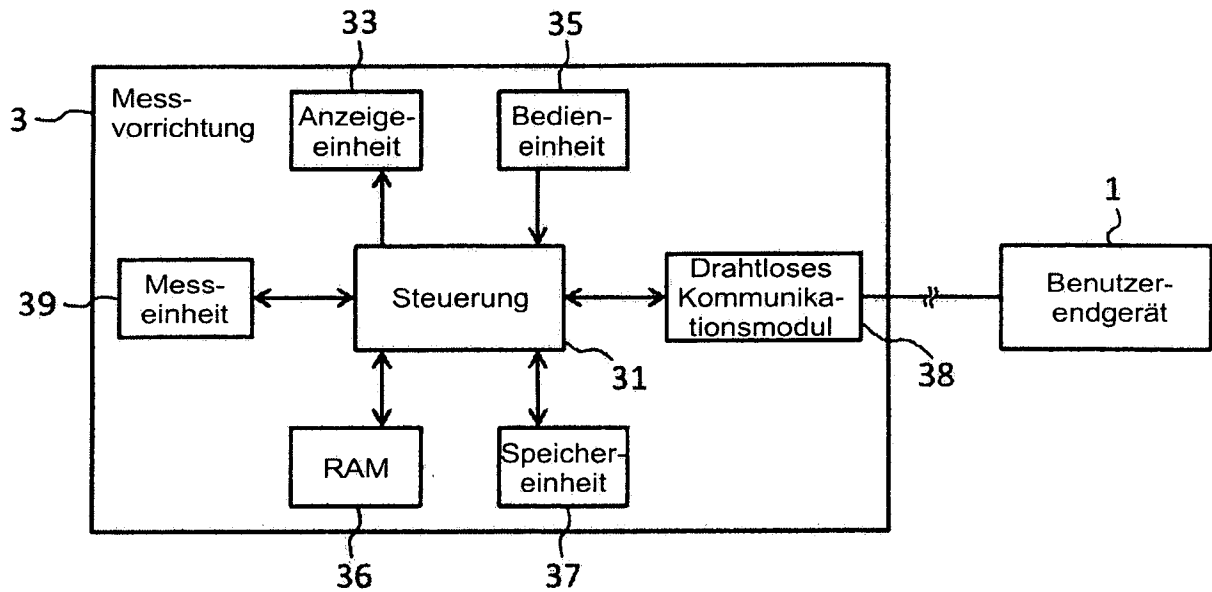 33
35
3
Mess-
vorrichtung
Anzeige-
einheit
Bedien-
einheit
1
39
Mess-
einheit
Steuerung
Drahtloses
Kommunika-
tionsmodul
Benutzer-
endgerät
31
38
RAM
Speicher-
einheit
36
37